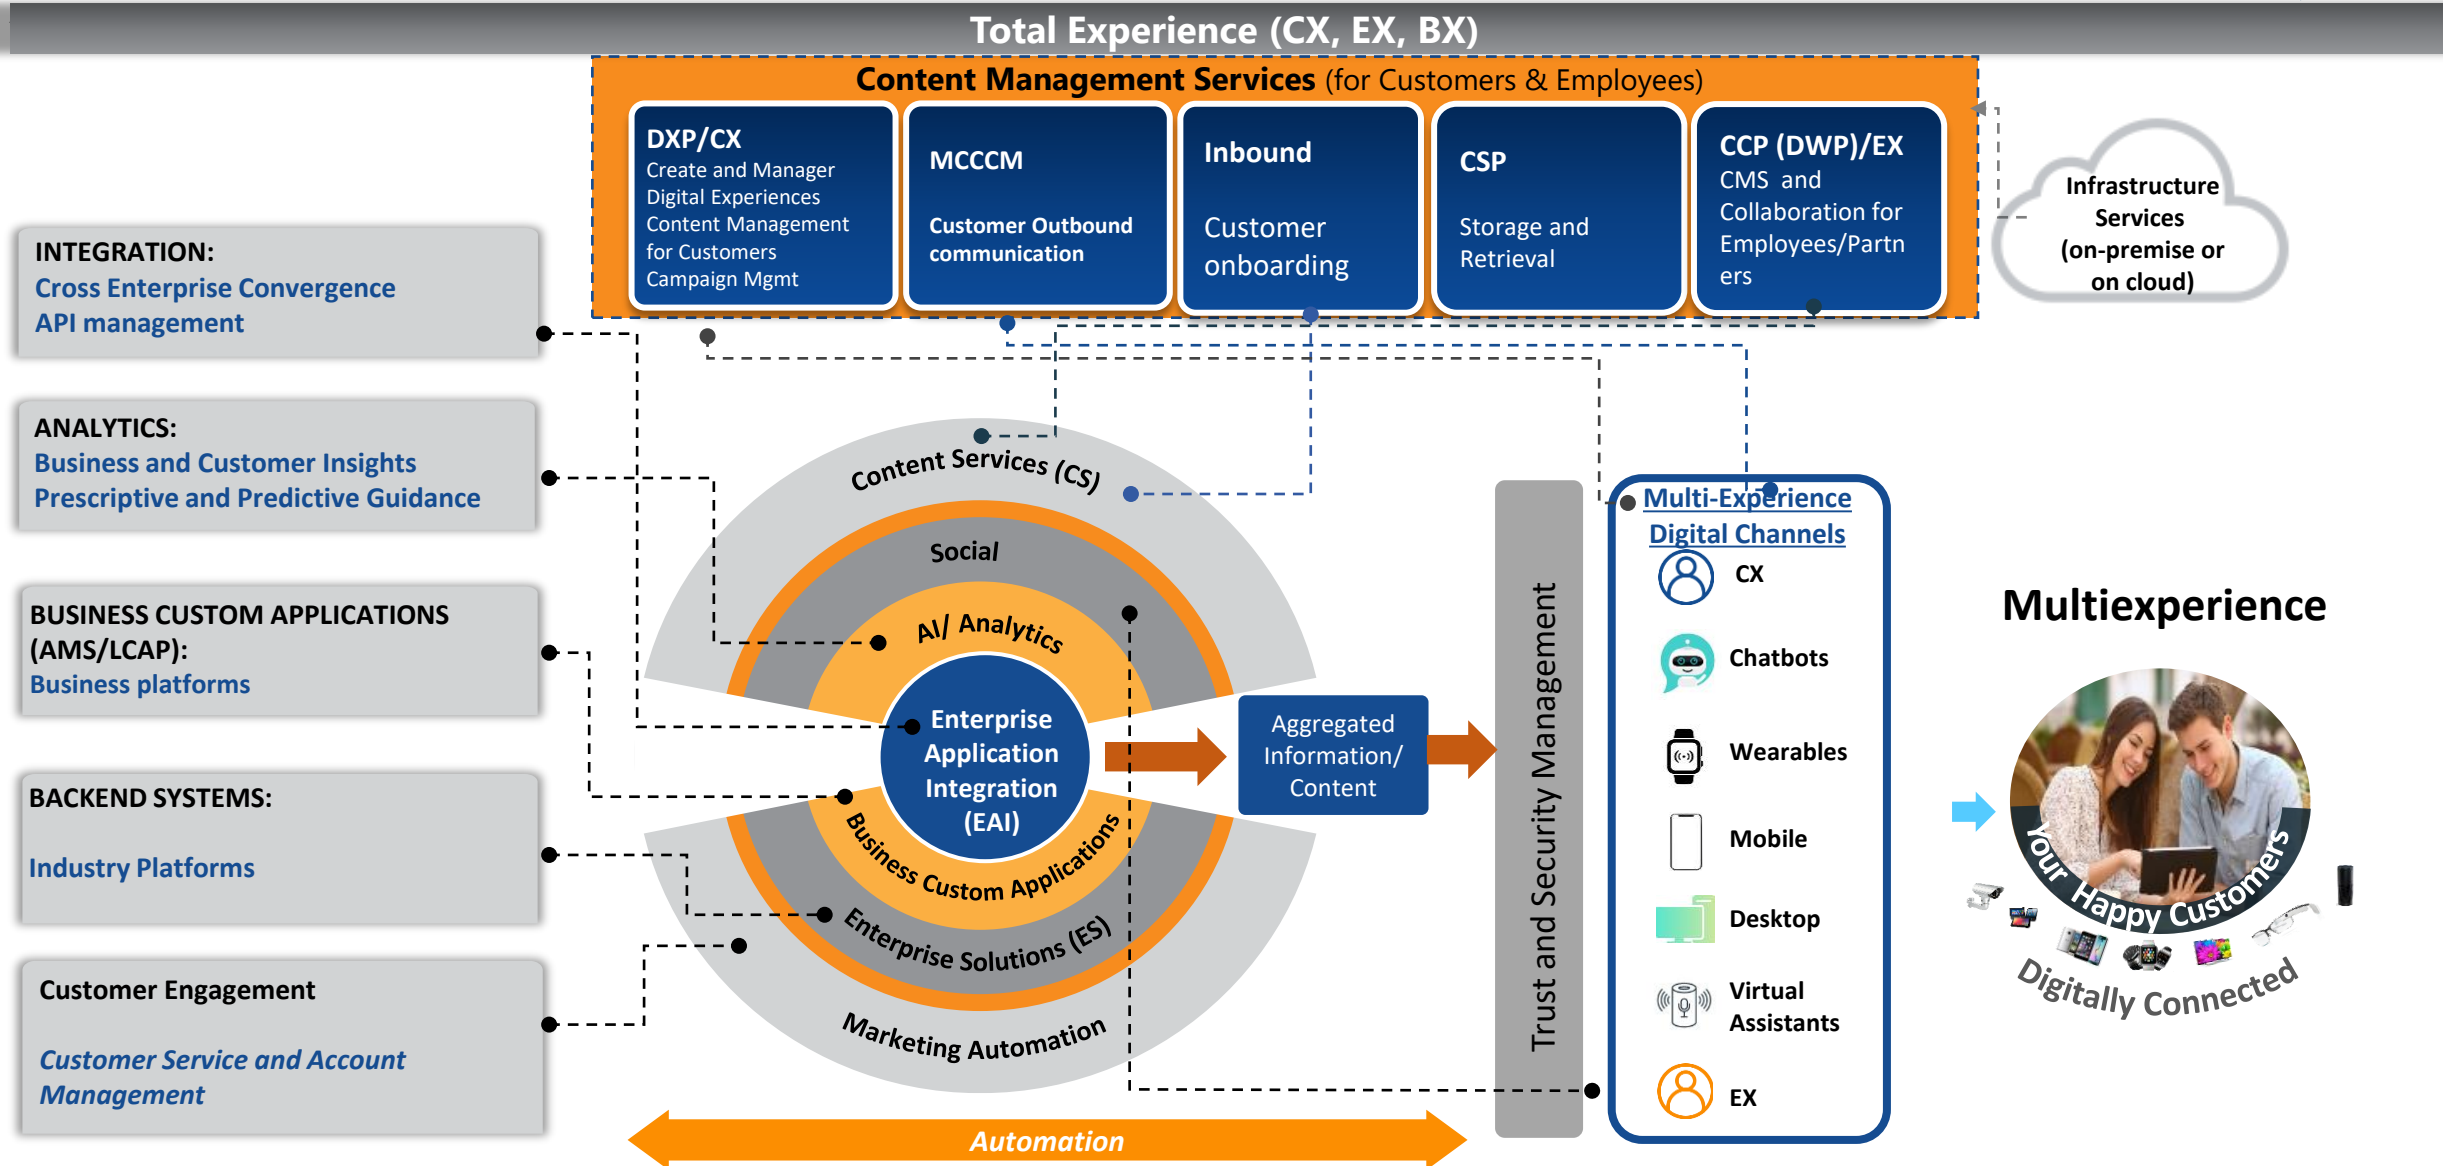 Total Experience (CX, EX, BX)
Content Management Services (for Customers & Employees)
DXP/CX
Create and Manager
Digital Experiences
Content Management
for Customers
Campaign Mgmt
MCCCM
Customer Outbound
communication
Inbound
Customer
onboarding
CSP
Storage and
Retrieval
CCP (DWP)/EX
CMS and
Collaboration for
Employees/Partn
ers
Infrastructure
Services
(on-premise or
on cloud)
INTEGRATION:
Cross Enterprise Convergence
API management
ANALYTICS:
Business and Customer Insights
Prescriptive and Predictive Guidance
BUSINESS CUSTOM APPLICATIONS
(AMS/LCAP):
Business platforms
BACKEND SYSTEMS:
Industry Platforms
Customer Engagement
Customer Service and Account
Management
Content Services (CS)
Social
AI/ Analytics
Enterprise
Application
Integration
(EAI)
Business Custom Applications
Enterprise Solutions (ES)
Marketing Automation
Automation
Aggregated
Information/
Content
Trust and Security Management
Multi-Experience
Digital Channels
CX
Chatbots
Wearables
Mobile
Desktop
Virtual
Assistants
EX
Multiexperience
Your Happy Customers
Digitally Connected